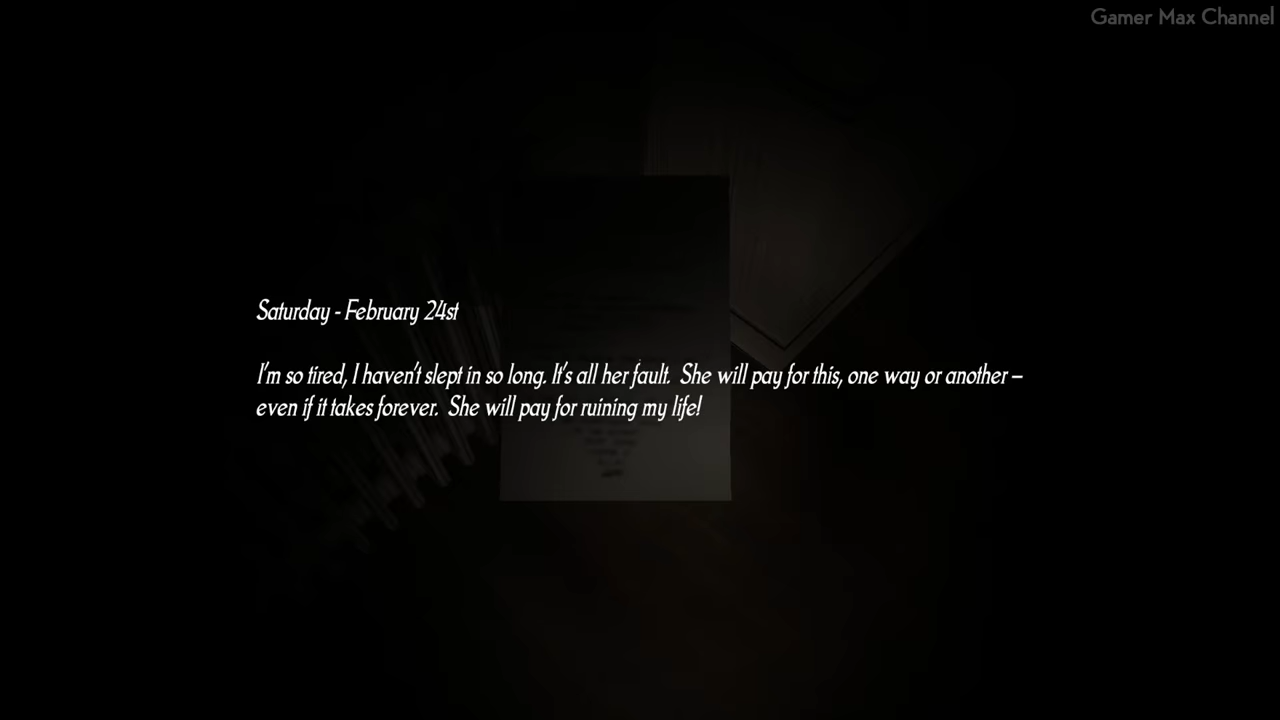 Gamer Max Channel
Saturday - February 24st
I'm so tired, I haven't slept in so long. It's all her fault.  She will pay for this, one way or another –
even if it takes forever.  She will pay for ruining my life!